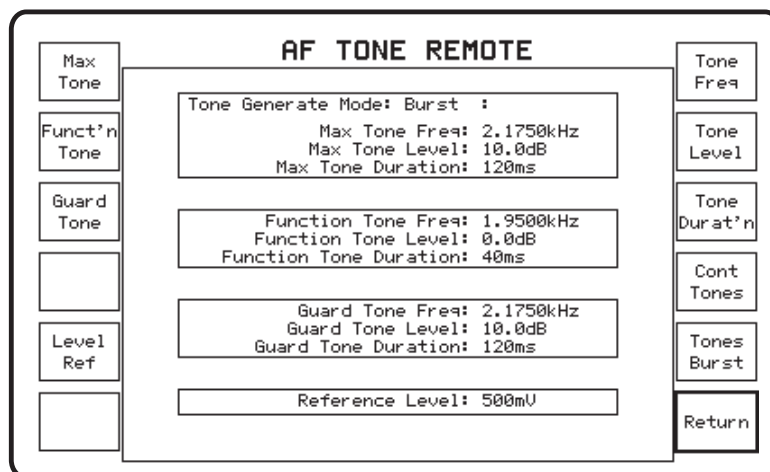 AF TONE REMOTE
Max
Tone
Funct'n
Tone
Guard
Tone
Level
Ref
Tone Generate Mode: Burst :
Max Tone Freq: 2.1750kHz
Max Tone Level: 10.0dB
Max Tone Duration: 120ms
Function Tone Freq: 1.9500kHz
Function Tone Level: 0.0dB
Function Tone Duration: 40ms
Guard Tone Freq: 2.1750kHz
Guard Tone Level: 10.0dB
Guard Tone Duration: 120ms
Reference Level: 500mV
Tone
Freq
Tone
Level
Tone
Durat'n
Cont
Tones
Tones
Burst
Return